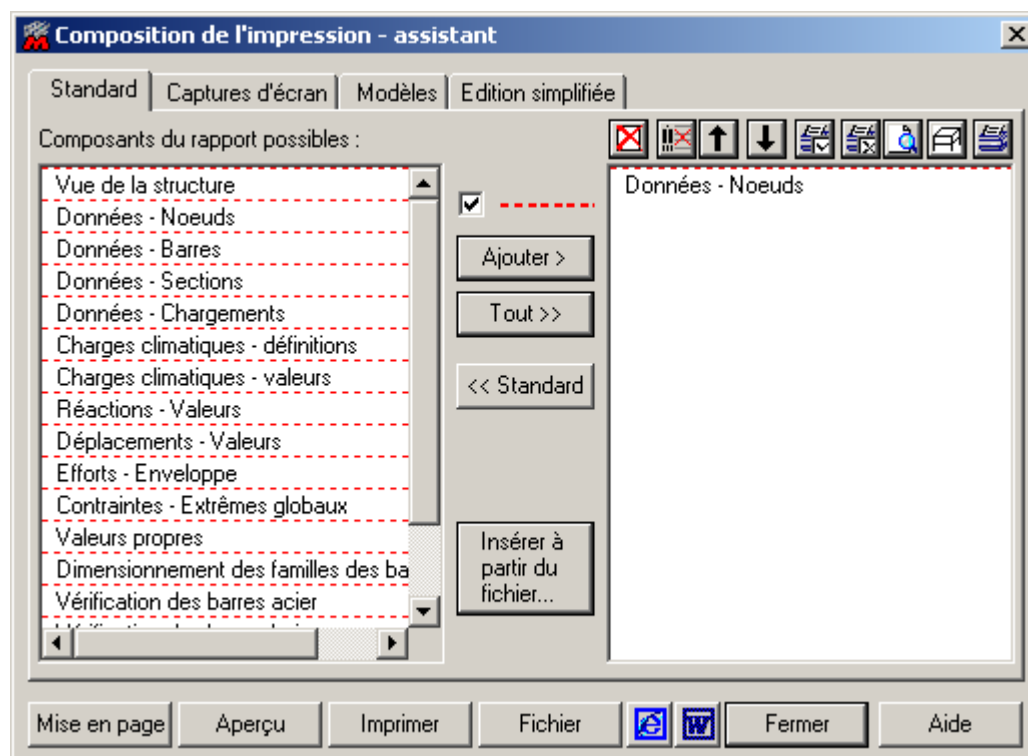 Composition de l'impression - assistant
Standard
Captures d'écran
Modèles
Edition simplifiée
Composants du rapport possibles :
Vue de la structure
Données - Noeuds
Données - Barres
Données - Sections
Données - Chargements
Charges climatiques - définitions
Charges climatiques - valeurs
Réactions - Valeurs
Déplacements - Valeurs
Efforts - Enveloppe
Contraintes - Extrêmes globaux
Valeurs propres
Dimensionnement des familles des ba
Vérification des barres acier
Ajouter >
Tout >>
<< Standard
Insérer à
partir du
fichier...
Données - Noeuds
Mise en page
Aperçu
Imprimer
Fichier
Fermer
Aide